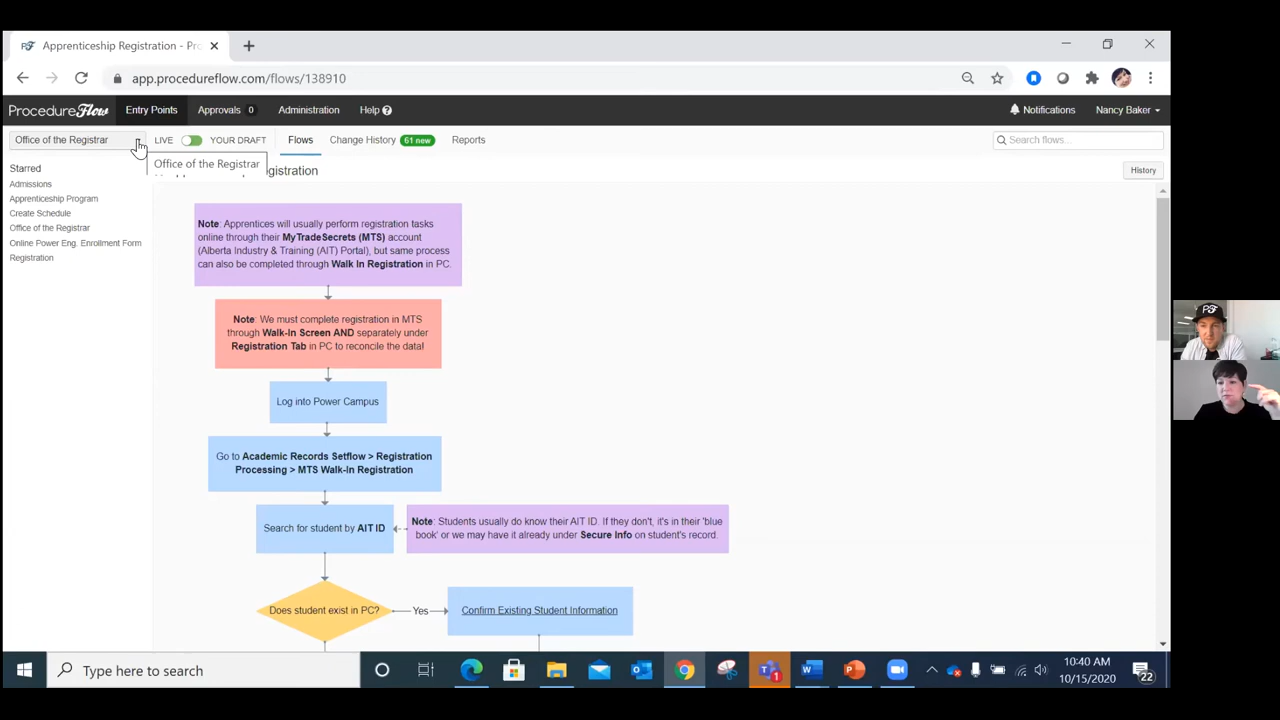 Apprenticeship Registration - Pro
app.procedureflow.com/flows/138910
ProcedureFlow Entry Points Approvals 0 Administration Help Notifications Nancy Baker
Office of the Registrar LIVE YOUR DRAFT Flows Change History 61 new Reports Search flows...
Office of the Registrar
gistration
History
Starred
Admissions
Apprenticeship Program
Create Schedule
Office of the Registrar
Online Power Eng. Enrollment Form
Registration
Note: Apprentices will usually perform registration tasks
online through their MyTradeSecrets (MTS) account
(Alberta Industry & Training (AIT) Portal), but same process
can also be completed through Walk In Registration in PC.
Note: We must complete registration in MTS
through Walk-In Screen AND separately under
Registration Tab in PC to reconcile the data!
Log into Power Campus
Go to Academic Records Setflow > Registration
Processing > MTS Walk-In Registration
Search for student by AIT ID
Note: Students usually do know their AIT ID. If they don't, it's in their 'blue
book' or we may have it already under Secure Info on student's record.
Does student exist in PC?
Yes
Confirm Existing Student Information
PSF
Type here to search
1
10:40 AM
10/15/2020
22